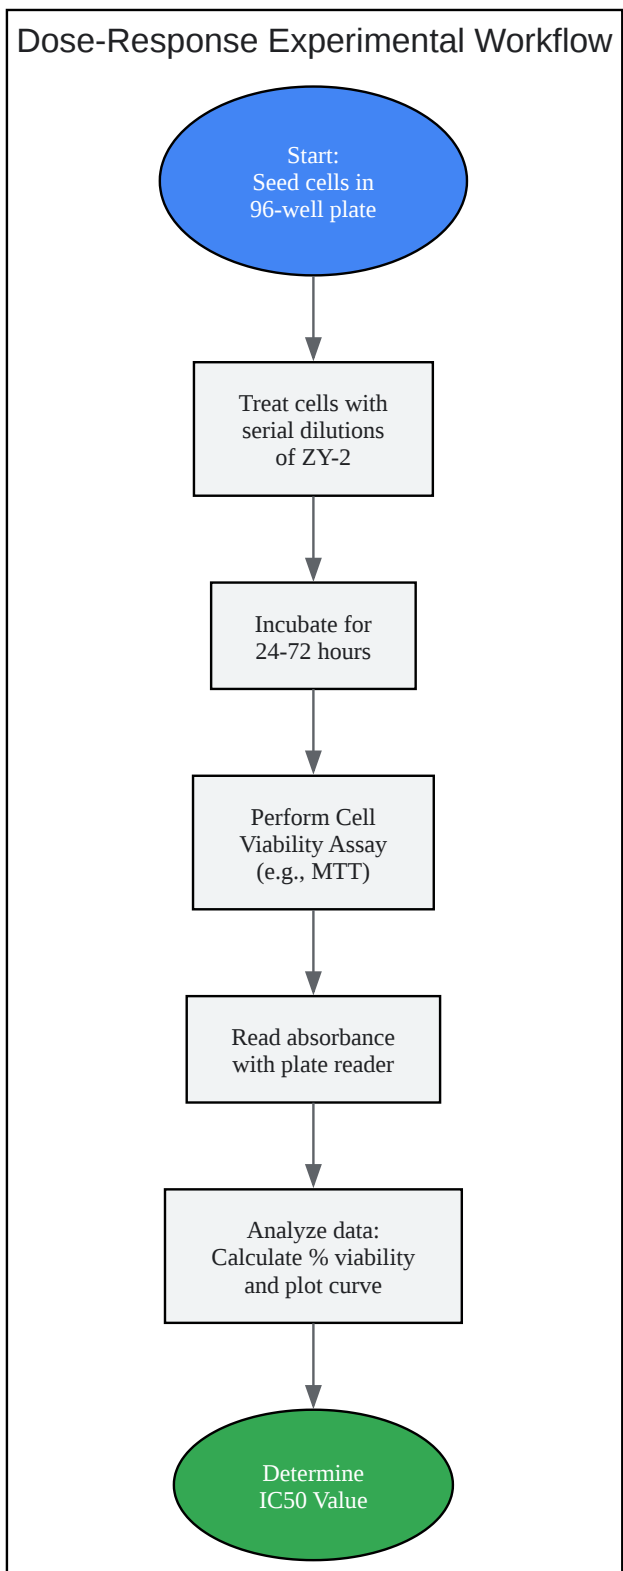 Dose-Response Experimental Workflow
Start:
Seed cells in
96-well plate
Treat cells with
serial dilutions
of ZY-2
Incubate for
24-72 hours
Perform Cell
Viability Assay
(e.g., MTT)
Read absorbance
with plate reader
Analyze data:
Calculate % viability
and plot curve
Determine
IC50 Value